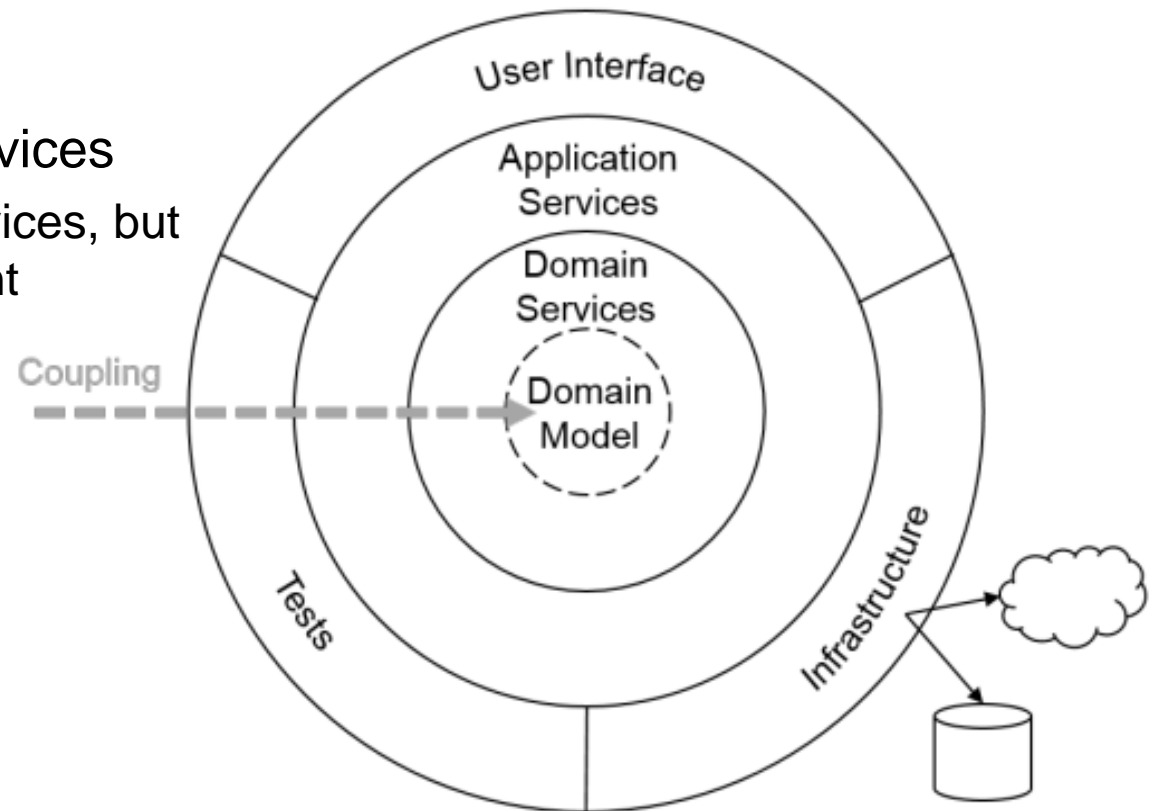 vices
vices, but
nt
User Interface
Application
Services
Domain
Services
Coupling
Domain
Model
Tests
Infrastructure